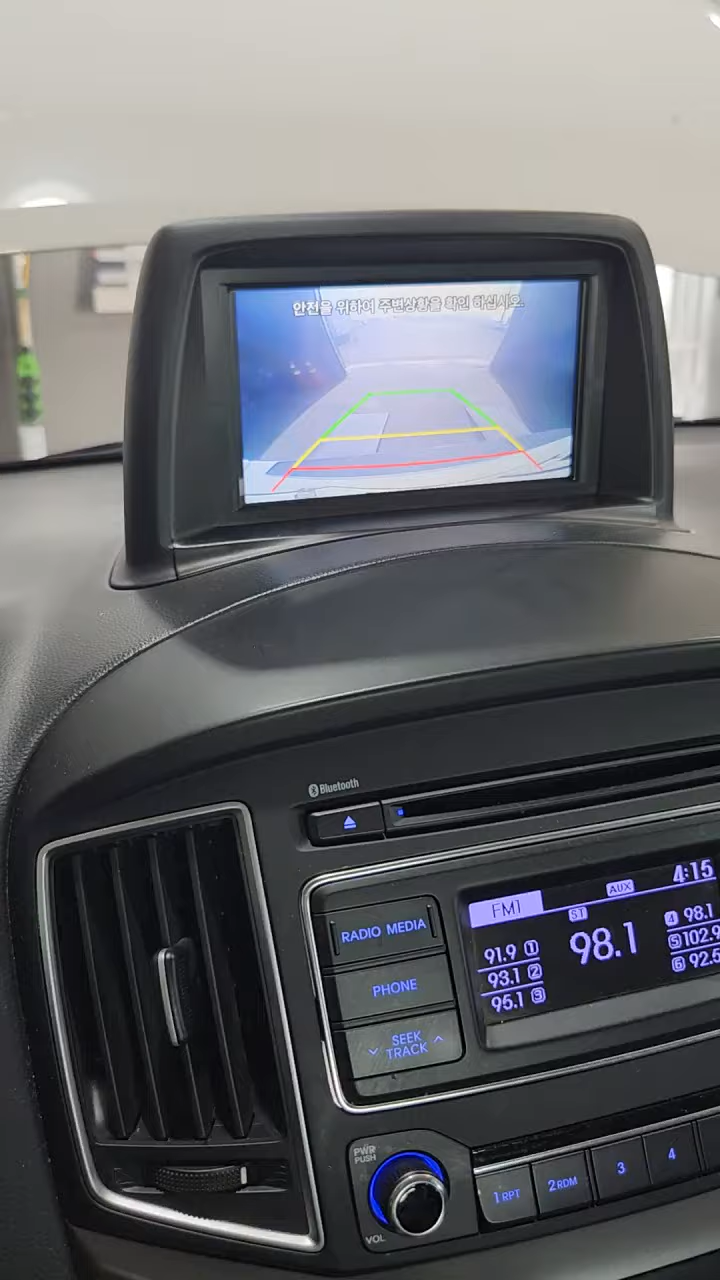 안전을 위하여 주변상황을 확인 하십시오.
Bluetooth
RADIO MEDIA
PHONE
SEEK
TRACK
FM1
AUX
4:15
ST
98.1
91.9 1
93.1 2
95.1 3
4 98.1
5 102.9
6 92.5
PWR
PUSH
VOL
1 RPT
2 RDM
3
4